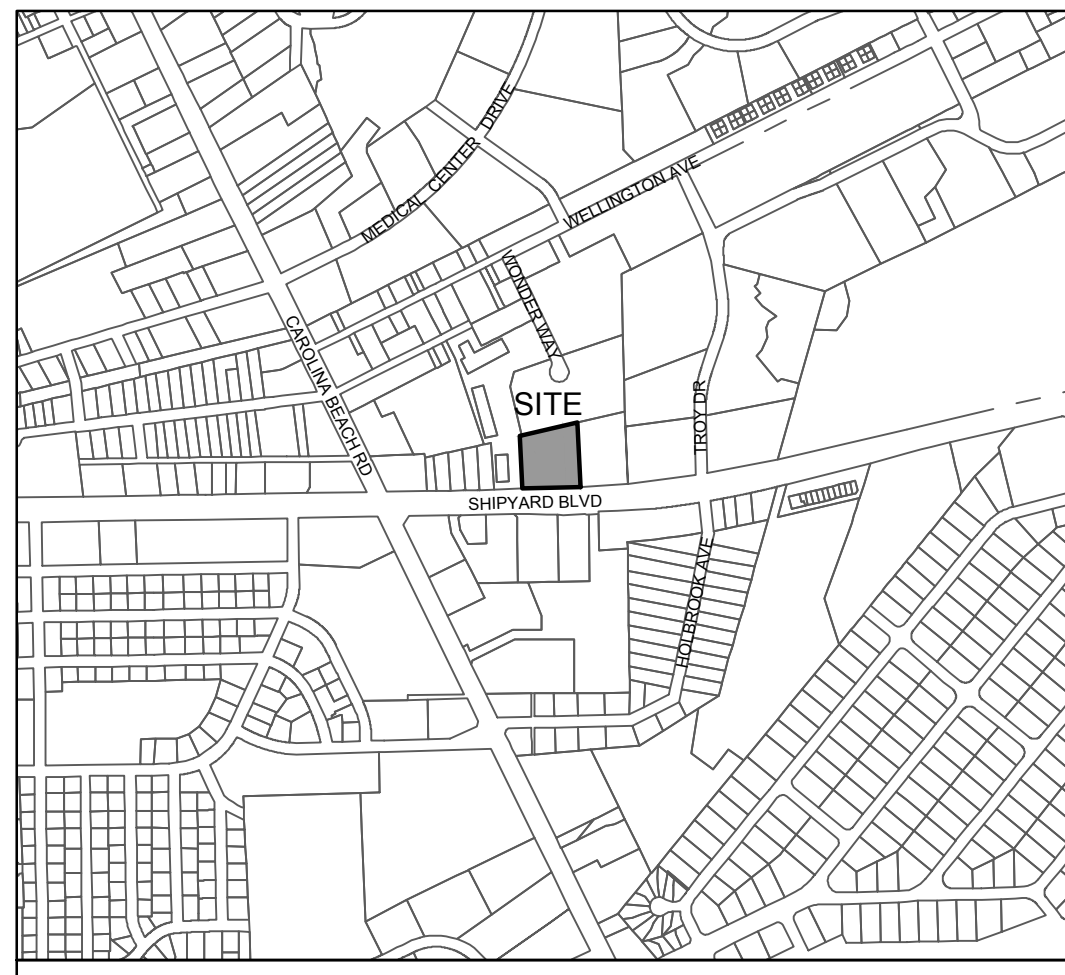 MEDICAL CENTER DRIVE
WELLINGTON AVE
WONDER WAY
CAROLINA BEACH RD
SITE
TROY DR
SHIPYARD BLVD
HOLBROOK AVE